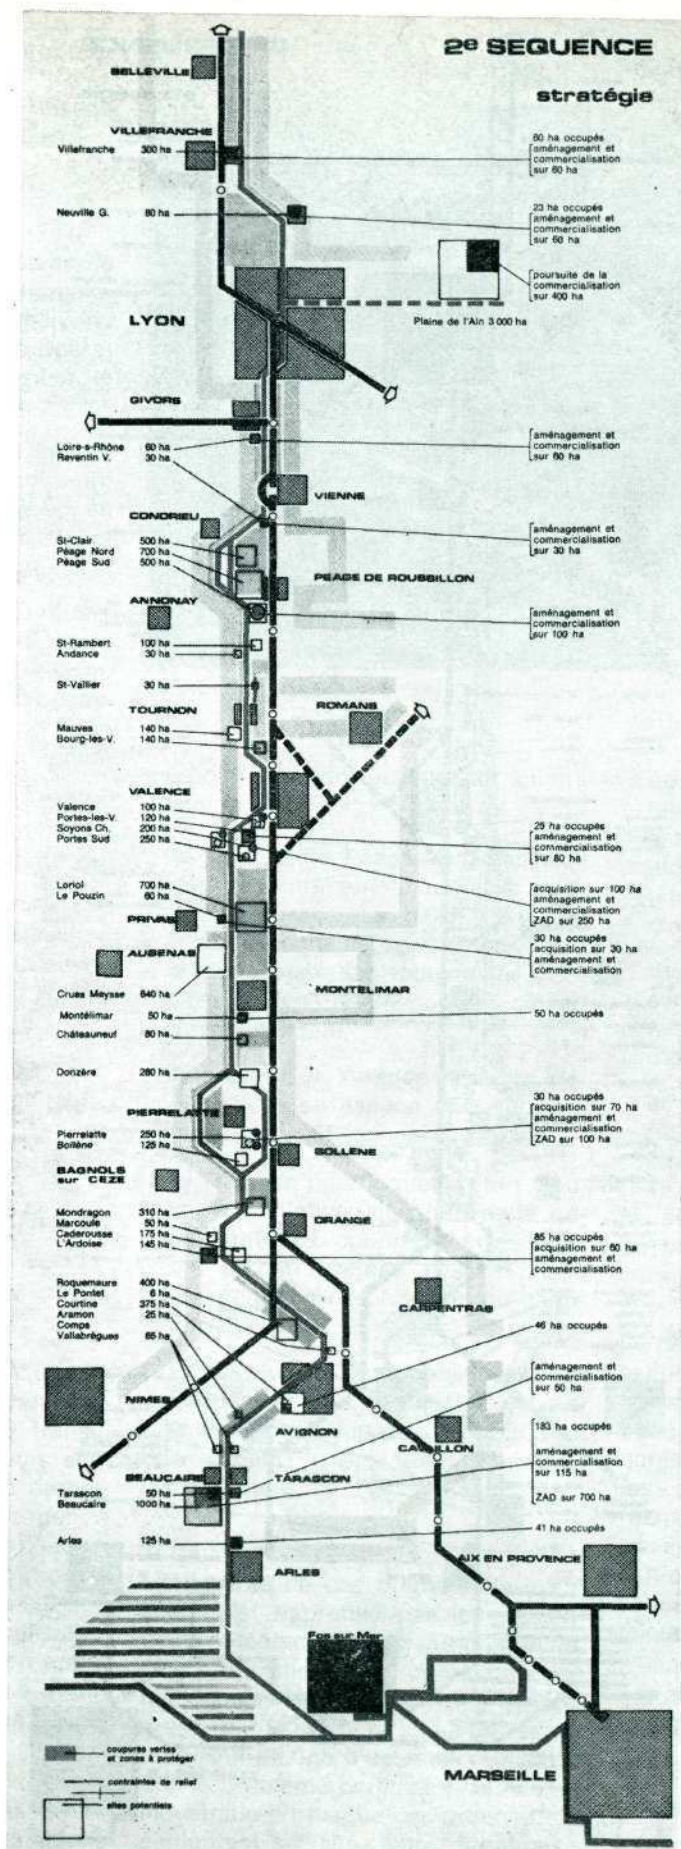 2e SEQUENCE
stratégie
BELLEVILLE
VILLEFRANCHE
Villefranche 300 ha
60 ha occupés
aménagement et
commercialisation
sur 60 ha
Neuville G. 80 ha
23 ha occupés
aménagement et
commercialisation
sur 60 ha
poursuite de la
commercialisation
sur 400 ha
Plaine de l'Ain 3 000 ha
LYON
GIVORS
Loire-s-Rhône 60 ha
Reventin V. 30 ha
aménagement et
commercialisation
sur 60 ha
VIENNE
CONDRIEU
aménagement et
commercialisation
sur 30 ha
St-Clair 500 ha
Péage Nord 700 ha
Péage Sud 500 ha
PEAGE DE ROUSSILLON
ANNONAY
aménagement et
commercialisation
sur 100 ha
St-Rambert 100 ha
Andance 30 ha
St-Vallier 30 ha
TOURNON
ROMANS
Mauves 140 ha
Bourg-les-V. 140 ha
VALENCE
Valence 100 ha
Portes-les-V. 120 ha
Soyons Ch. 200 ha
Portes Sud 250 ha
25 ha occupés
aménagement et
commercialisation
sur 80 ha
Loriol 700 ha
Le Pouzin 60 ha
acquisition sur 100 ha
aménagement et
commercialisation
ZAD sur 250 ha
PRIVAS
30 ha occupés
acquisition sur 30 ha
aménagement et
commercialisation
AUBENAS
MONTELIMAR
Cruas Meysse 640 ha
Montélimar 50 ha
50 ha occupés
Châteauneuf 80 ha
Donzère 280 ha
PIERRELATTE
30 ha occupés
acquisition sur 70 ha
aménagement et
commercialisation
ZAD sur 100 ha
Pierrelatte 250 ha
Bollène 125 ha
BOLLENE
BAGNOLS
sur CEZE
Mondragon 310 ha
Marcoule 50 ha
Caderousse 175 ha
L'Ardoise 145 ha
ORANGE
85 ha occupés
acquisition sur 60 ha
aménagement et
commercialisation
Roquemaure 400 ha
Le Pontet 6 ha
Courtine 375 ha
Aramon 25 ha
Comps
Vallabrègues 65 ha
CARPENTRAS
46 ha occupés
NIMES
AVIGNON
aménagement et
commercialisation
sur 50 ha
CAVAILLON
183 ha occupés
aménagement et
commercialisation
sur 115 ha
ZAD sur 700 ha
BEAUCAIRE
TARASCON
Tarascon 50 ha
Beaucaire 1000 ha
Arles 125 ha
41 ha occupés
ARLES
AIX EN PROVENCE
Fos sur Mer
MARSEILLE
coupures vertes
et zones à protéger
contraintes de relief
sites potentiels